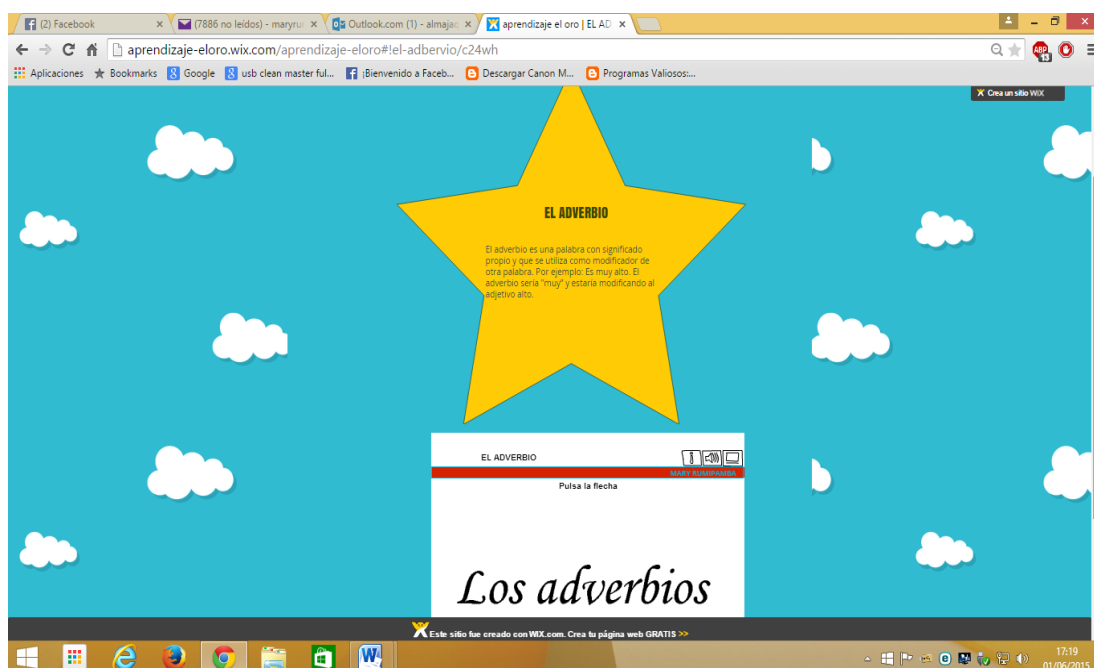 (2) Facebook
(7886 no leídos) - maryru
Outlook.com (1) - almajac
aprendizaje el oro | EL AD
aprendizaje-eloro.wix.com/aprendizaje-eloro#!el-adbervio/c24wh
ABP
13
Aplicaciones
Bookmarks
Google
usb clean master ful...
¡Bienvenido a Faceb...
Descargar Canon M...
Programas Valiosos:...
Crea un sitio WiX
EL ADVERBIO
El adverbio es una palabra con significado
propio y que se utiliza como modificador de
otra palabra. Por ejemplo: Es muy alto. El
adverbio sería "muy" y estaría modificando al
adjetivo alto.
EL ADVERBIO
MARY RUMIPAMBA
Pulsa la flecha
Los adverbios
Este sitio fue creado con WIX.com. Crea tu página web GRATIS >>
17:19
01/06/2015